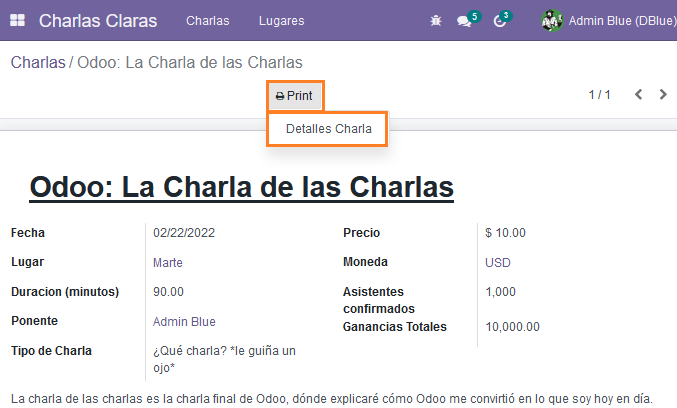 Charlas Claras Charlas Lugares 5 3 Admin Blue (DBlue)
Charlas / Odoo: La Charla de las Charlas
Print 1 / 1
Detalles Charla
Odoo: La Charla de las Charlas
Fecha 02/22/2022 Precio $ 10.00
Lugar Marte Moneda USD
Duracion (minutos) 90.00 Asistentes confirmados 1,000
Ponente Admin Blue Ganancias Totales 10,000.00
Tipo de Charla ¿Qué charla? *le guiña un
ojo*
La charla de las charlas es la charla final de Odoo, dónde explicaré cómo Odoo me convirtió en lo que soy hoy en día.